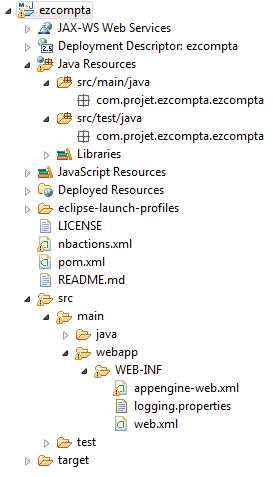 ezcompta
JAX-WS Web Services
Deployment Descriptor: ezcompta
Java Resources
src/main/java
com.projet.ezcompta.ezcompta
src/test/java
com.projet.ezcompta.ezcompta
Libraries
JavaScript Resources
Deployed Resources
eclipse-launch-profiles
LICENSE
nbactions.xml
pom.xml
README.md
src
main
java
webapp
WEB-INF
appengine-web.xml
logging.properties
web.xml
test
target